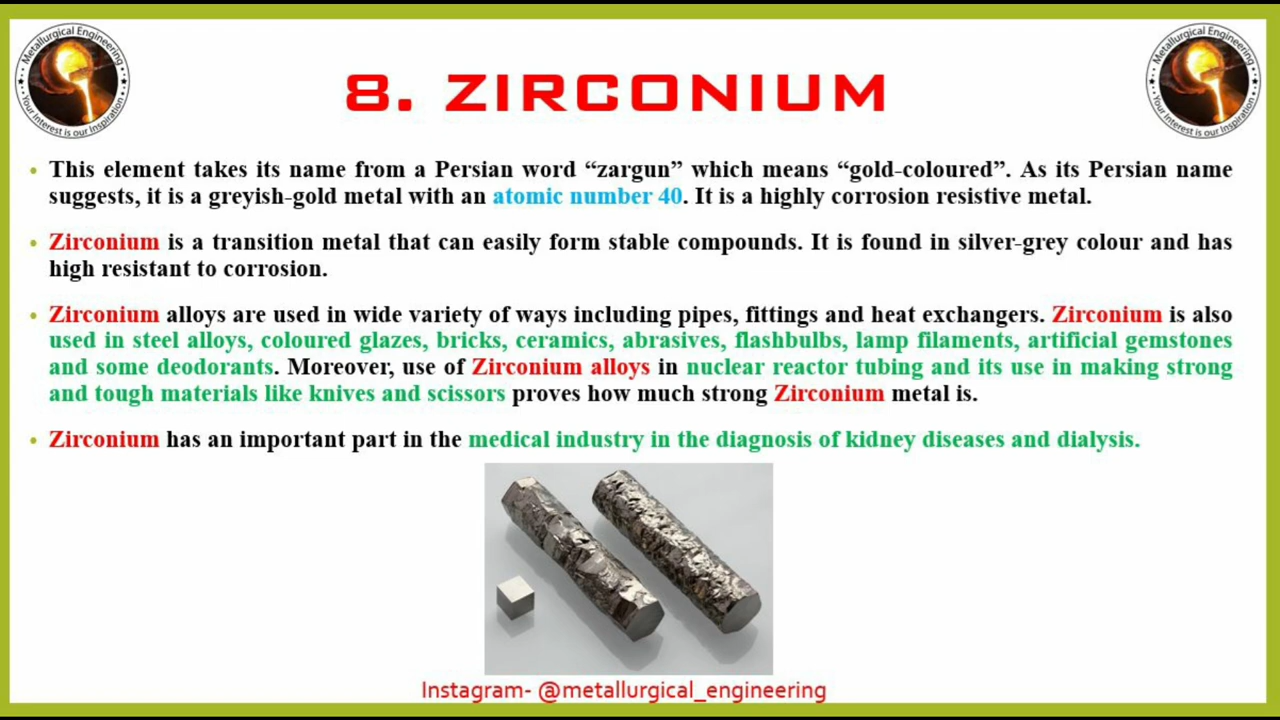 Metallurgical Engineering
Your Interest is our Inspiration
8. ZIRCONIUM
Metallurgical Engineering
Your Interest is our Inspiration
• This element takes its name from a Persian word “zargun” which means “gold-coloured”. As its Persian name
suggests, it is a greyish-gold metal with an atomic number 40. It is a highly corrosion resistive metal.
• Zirconium is a transition metal that can easily form stable compounds. It is found in silver-grey colour and has
high resistant to corrosion.
• Zirconium alloys are used in wide variety of ways including pipes, fittings and heat exchangers. Zirconium is also
used in steel alloys, coloured glazes, bricks, ceramics, abrasives, flashbulbs, lamp filaments, artificial gemstones
and some deodorants. Moreover, use of Zirconium alloys in nuclear reactor tubing and its use in making strong
and tough materials like knives and scissors proves how much strong Zirconium metal is.
• Zirconium has an important part in the medical industry in the diagnosis of kidney diseases and dialysis.
Instagram- @metallurgical_engineering